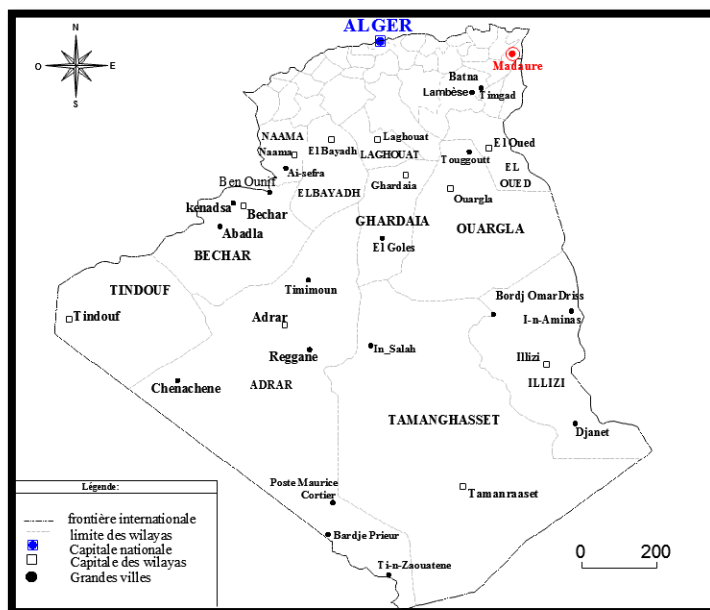 ALGER
Madaure
Batna
Lambèse
Timgad
N
O
E
S
NAAMA
Naama
El Bayadh
Laghouat
LAGHOUAT
El Oued
Touggoutt
EL
OUED
Ai-sefra
Ben Ounif
ELBAYADH
Ghardaia
Ouargla
kénadsa
Bechar
Abadla
BECHAR
GHARDAIA
El Goles
OUARGLA
TINDOUF
Tindouf
Timimoun
Bordj OmarDriss
I-n-Aminas
Adrar
Reggane
In_Salah
Illizi
ILLIZI
Chenachene
ADRAR
TAMANGHASSET
Djanet
Légende:
frontière internationale
limite des wilayas
Capitale nationale
Capitale des wilayas
Grandes villes
Poste Maurice
Cortier
Tamanraaset
Bardje Prieur
Ti-n-Zaouatene
0 200